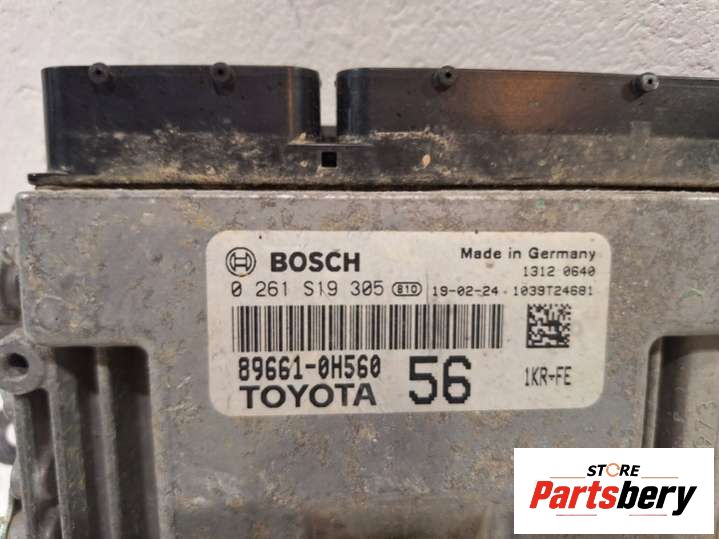 BOSCH
Made in Germany
1312 0640
0 261 S19 305 B10 19-02-24 · 1039T24681
89661-0H560
TOYOTA 56 1KR-FE
STORE
Partsbery